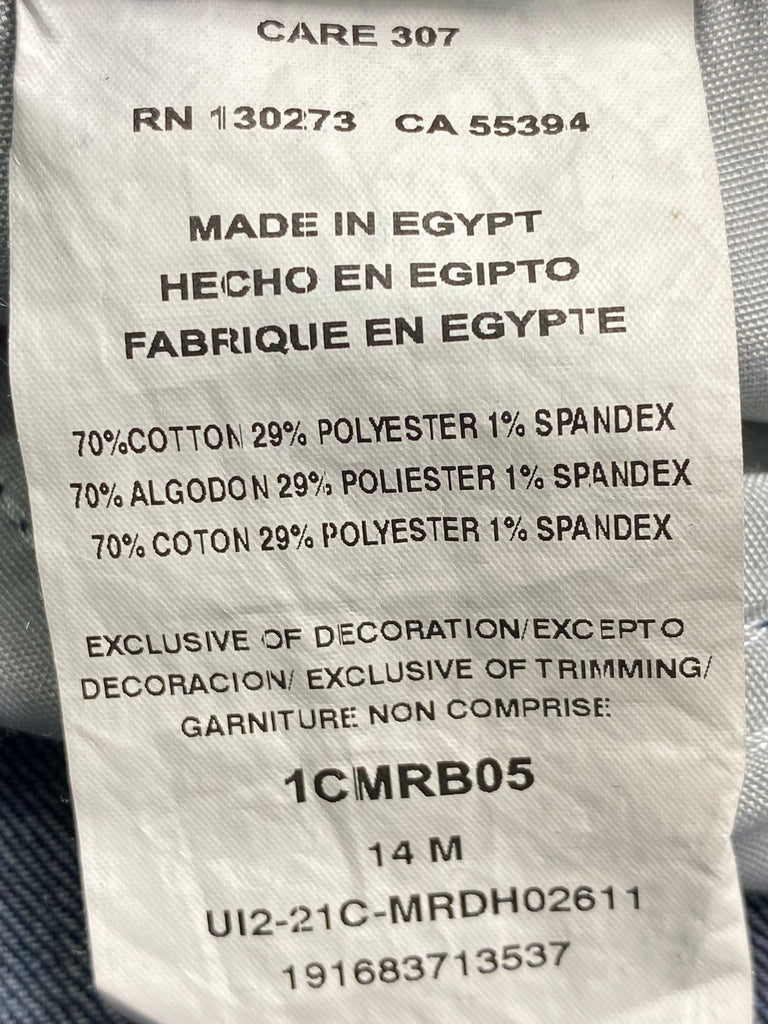 CARE 307
RN 130273 CA 55394
MADE IN EGYPT
HECHO EN EGIPTO
FABRIQUE EN EGYPTE
70%COTTON 29% POLYESTER 1% SPANDEX
70% ALGODON 29% POLIESTER 1% SPANDEX
70% COTON 29% POLYESTER 1% SPANDEX
EXCLUSIVE OF DECORATION/EXCEPTO
DECORACION/ EXCLUSIVE OF TRIMMING/
GARNITURE NON COMPRISE
1CMRB05
14 M
UI2-21C-MRDH02611
191683713537